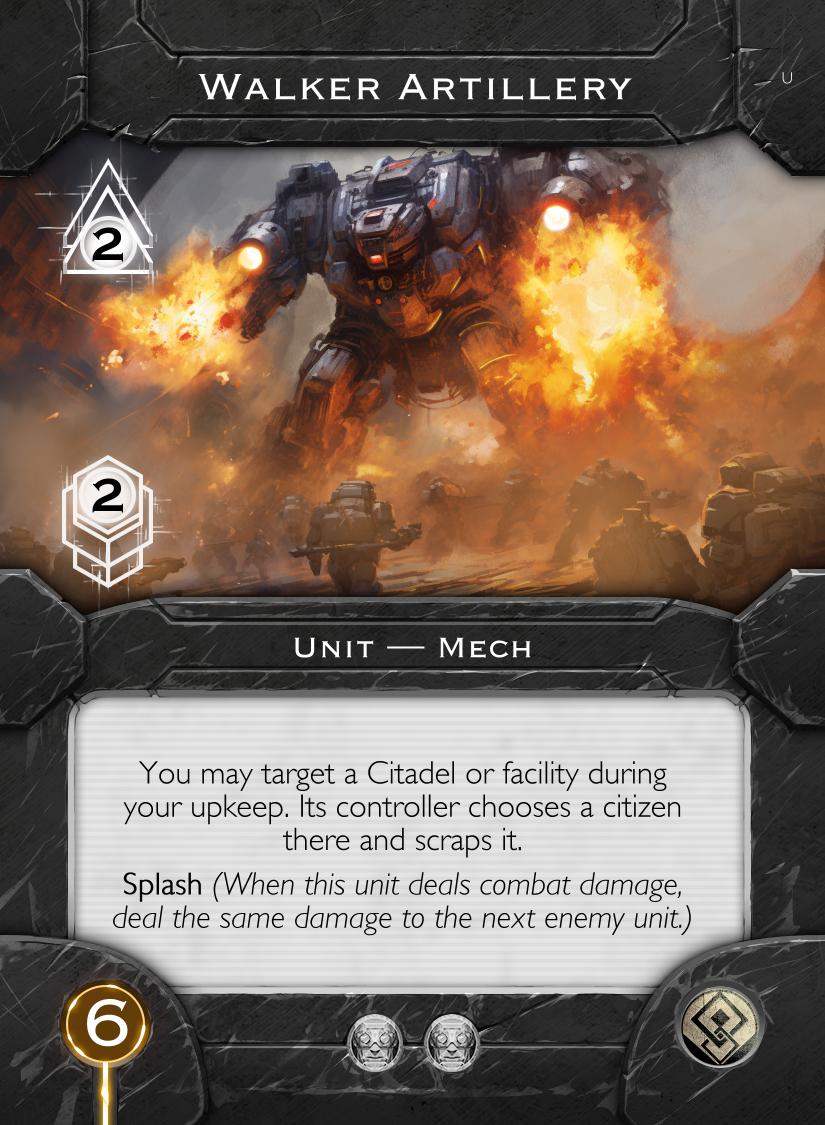 Walker Artillery
U
2
2
Unit — Mech
You may target a Citadel or facility during
your upkeep. Its controller chooses a citizen
there and scraps it.
Splash (When this unit deals combat damage,
deal the same damage to the next enemy unit.)
6